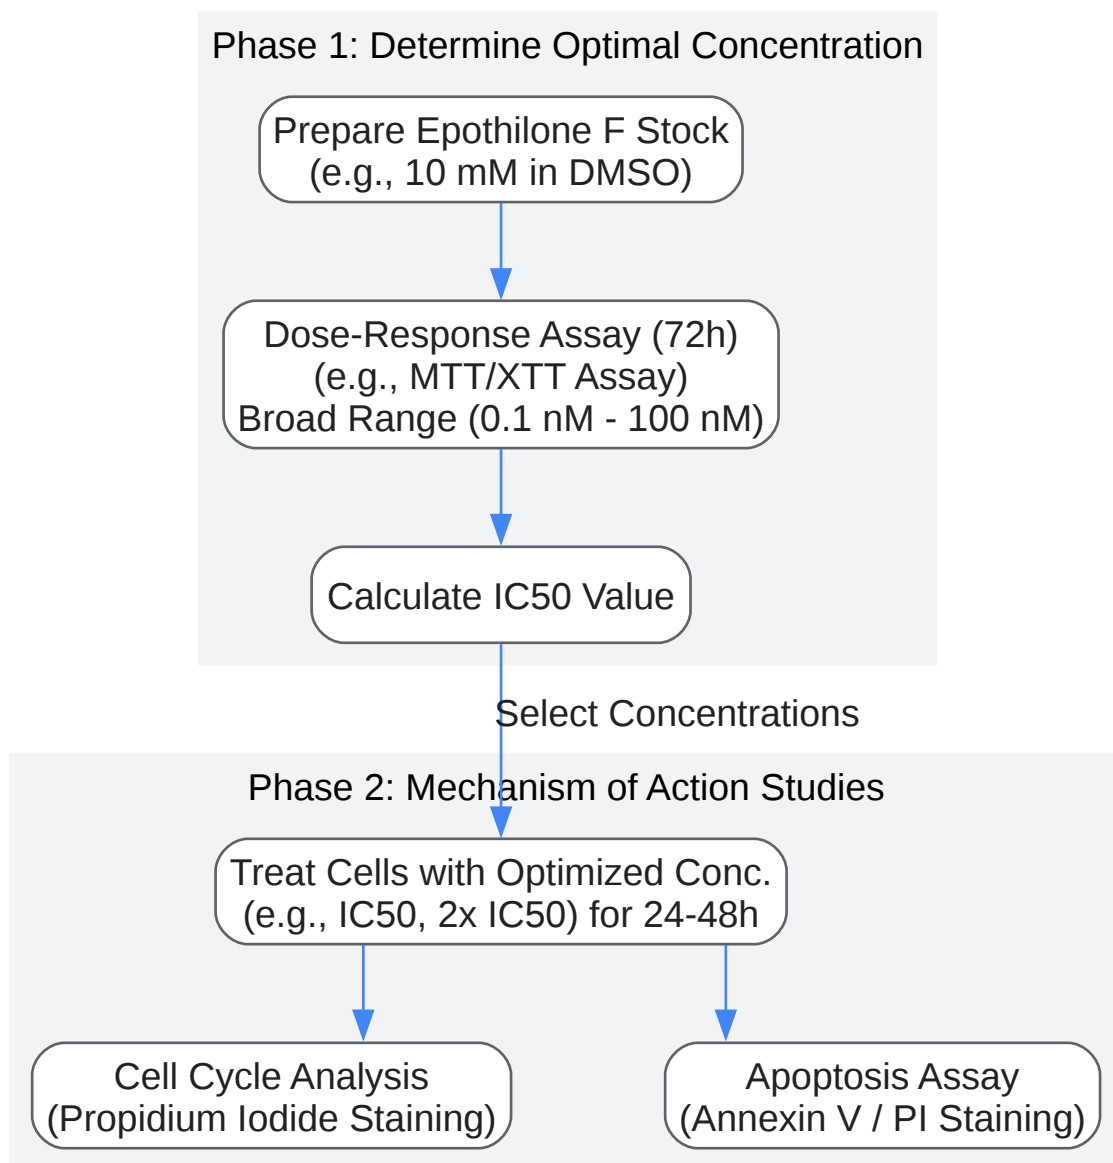 Phase 1: Determine Optimal Concentration
Prepare Epothilone F Stock
(e.g., 10 mM in DMSO)
Dose-Response Assay (72h)
(e.g., MTT/XTT Assay)
Broad Range (0.1 nM - 100 nM)
Calculate IC50 Value
Select Concentrations
Phase 2: Mechanism of Action Studies
Treat Cells with Optimized Conc.
(e.g., IC50, 2x IC50) for 24-48h
Cell Cycle Analysis
(Propidium Iodide Staining)
Apoptosis Assay
(Annexin V / PI Staining)